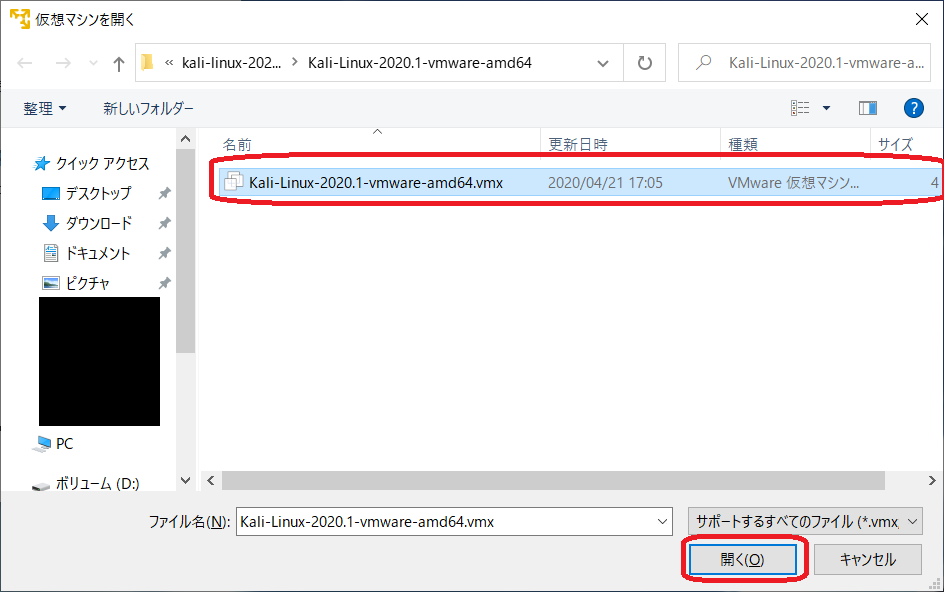 仮想マシンを開く
« kali-linux-202... > Kali-Linux-2020.1-vmware-amd64
Kali-Linux-2020.1-vmware-a...
整理 新しいフォルダー
?
名前 更新日時 種類 サイズ
Kali-Linux-2020.1-vmware-amd64.vmx 2020/04/21 17:05 VMware 仮想マシン... 4
クイック アクセス
デスクトップ
ダウンロード
ドキュメント
ピクチャ
PC
ボリューム (D:)
ファイル名(N): Kali-Linux-2020.1-vmware-amd64.vmx サポートするすべてのファイル (*.vmx,
開く(O) キャンセル